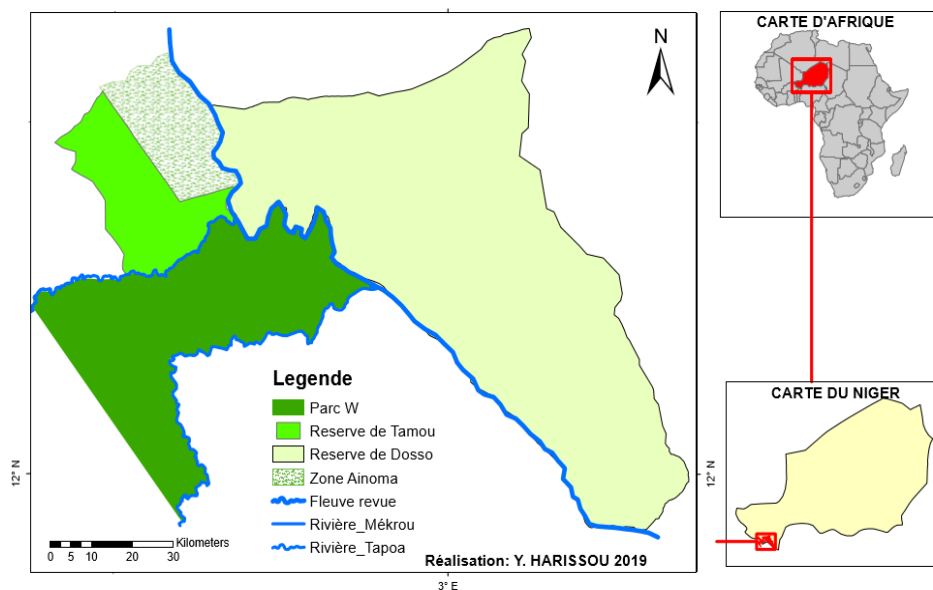 N
CARTE D'AFRIQUE
12° N
Legende
Parc W
Reserve de Tamou
Reserve de Dosso
Zone Ainoma
Fleuve revue
Rivière_Mékrou
Rivière_Tapoa
Kilometers
0 5 10 20 30
Réalisation: Y. HARISSOU 2019
3° E
12° N
CARTE DU NIGER